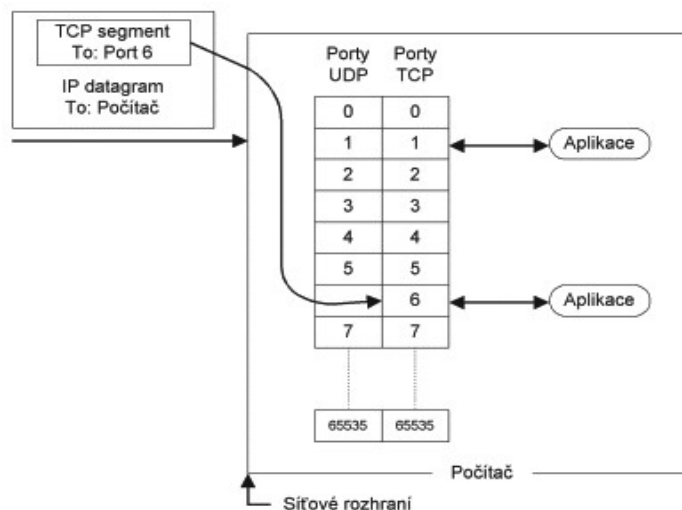 TCP segment
To: Port 6
IP datagram
To: Počítač
Porty
UDP
Porty
TCP
0 0
1 1
Aplikace
2 2
3 3
4 4
5 5
6
Aplikace
7 7
65535 65535
Počítač
Síťové rozhraní